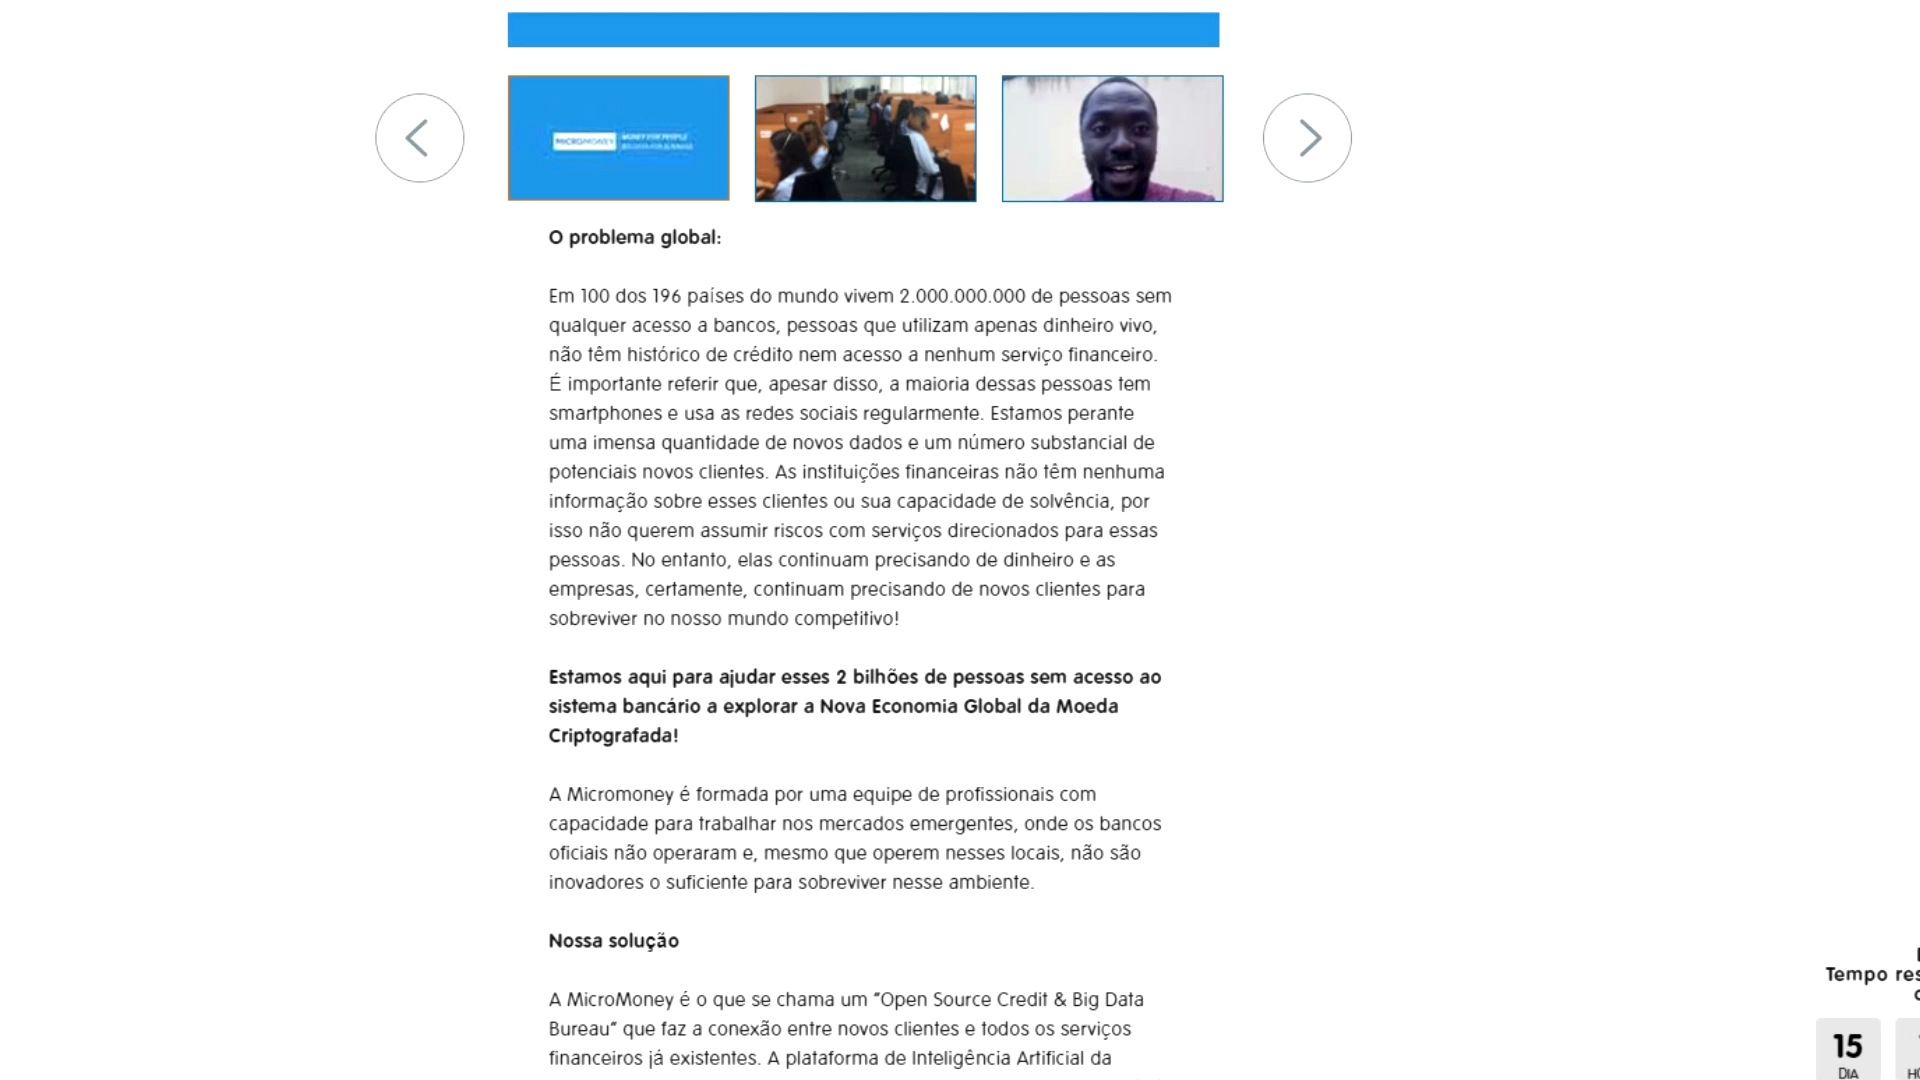 MICROMONEY
MONEY FOR PEOPLE
BIG DATA FOR BUSINESS
O problema global:
Em 100 dos 196 países do mundo vivem 2.000.000.000 de pessoas sem
qualquer acesso a bancos, pessoas que utilizam apenas dinheiro vivo,
não têm histórico de crédito nem acesso a nenhum serviço financeiro.
É importante referir que, apesar disso, a maioria dessas pessoas tem
smartphones e usa as redes sociais regularmente. Estamos perante
uma imensa quantidade de novos dados e um número substancial de
potenciais novos clientes. As instituições financeiras não têm nenhuma
informação sobre esses clientes ou sua capacidade de solvência, por
isso não querem assumir riscos com serviços direcionados para essas
pessoas. No entanto, elas continuam precisando de dinheiro e as
empresas, certamente, continuam precisando de novos clientes para
sobreviver no nosso mundo competitivo!
Estamos aqui para ajudar esses 2 bilhões de pessoas sem acesso ao
sistema bancário a explorar a Nova Economia Global da Moeda
Criptografada!
A Micromoney é formada por uma equipe de profissionais com
capacidade para trabalhar nos mercados emergentes, onde os bancos
oficiais não operaram e, mesmo que operem nesses locais, não são
inovadores o suficiente para sobreviver nesse ambiente.
Nossa solução
A MicroMoney é o que se chama um “Open Source Credit & Big Data
Bureau” que faz a conexão entre novos clientes e todos os serviços
financeiros já existentes. A plataforma de Inteligência Artificial da
Tempo res
15
DIA